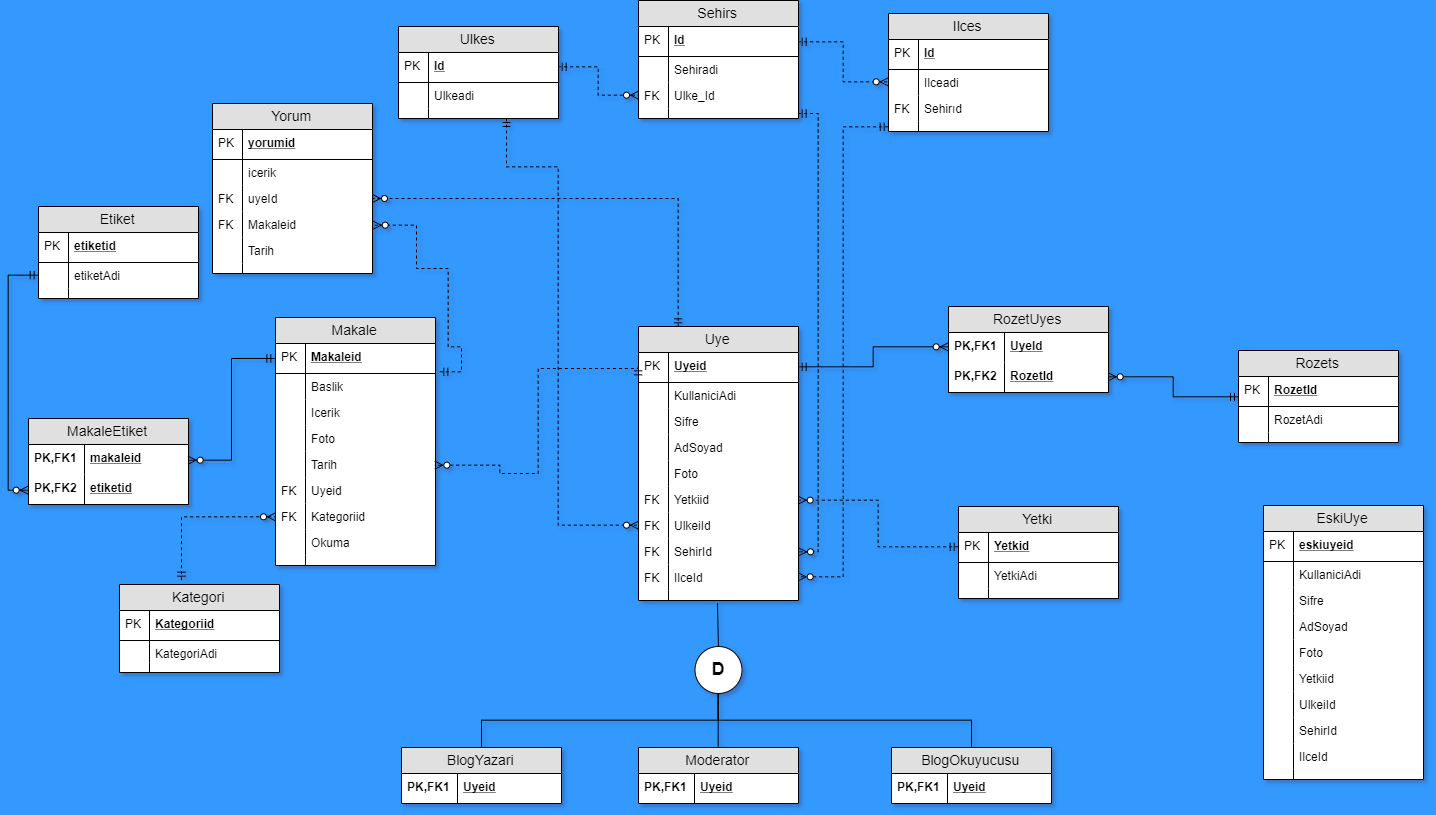 Ulkes
PK Id
Ulkeadi
Sehirs
PK Id
Sehiradi
FK Ulke_Id
Ilces
PK Id
Ilceadi
FK Sehirıd
Yorum
PK yorumid
icerik
FK uyeId
FK Makaleid
Tarih
Etiket
PK etiketid
etiketAdi
Makale
PK Makaleid
Baslik
Icerik
Foto
Tarih
FK Uyeid
FK Kategoriid
Okuma
MakaleEtiket
PK,FK1 makaleid
PK,FK2 etiketid
Kategori
PK Kategoriid
KategoriAdi
Uye
PK Uyeid
KullaniciAdi
Sifre
AdSoyad
Foto
FK Yetkiid
FK UlkeiId
FK SehirId
FK IlceId
RozetUyes
PK,FK1 UyeId
PK,FK2 RozetId
Rozets
PK RozetId
RozetAdi
Yetki
PK Yetkid
YetkiAdi
EskiUye
PK eskiuyeid
KullaniciAdi
Sifre
AdSoyad
Foto
Yetkiid
UlkeiId
SehirId
IlceId
D
BlogYazari
PK,FK1 Uyeid
Moderator
PK,FK1 Uyeid
BlogOkuyucusu
PK,FK1 Uyeid